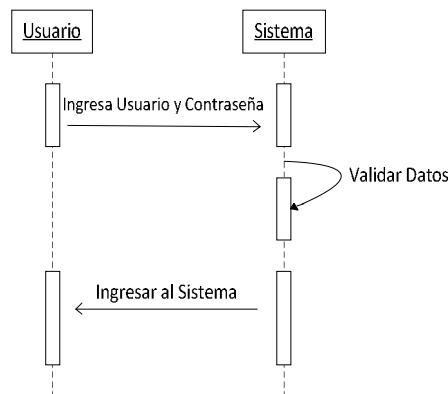 Usuario
Sistema
Ingresa Usuario y Contraseña
Validar Datos
Ingresar al Sistema